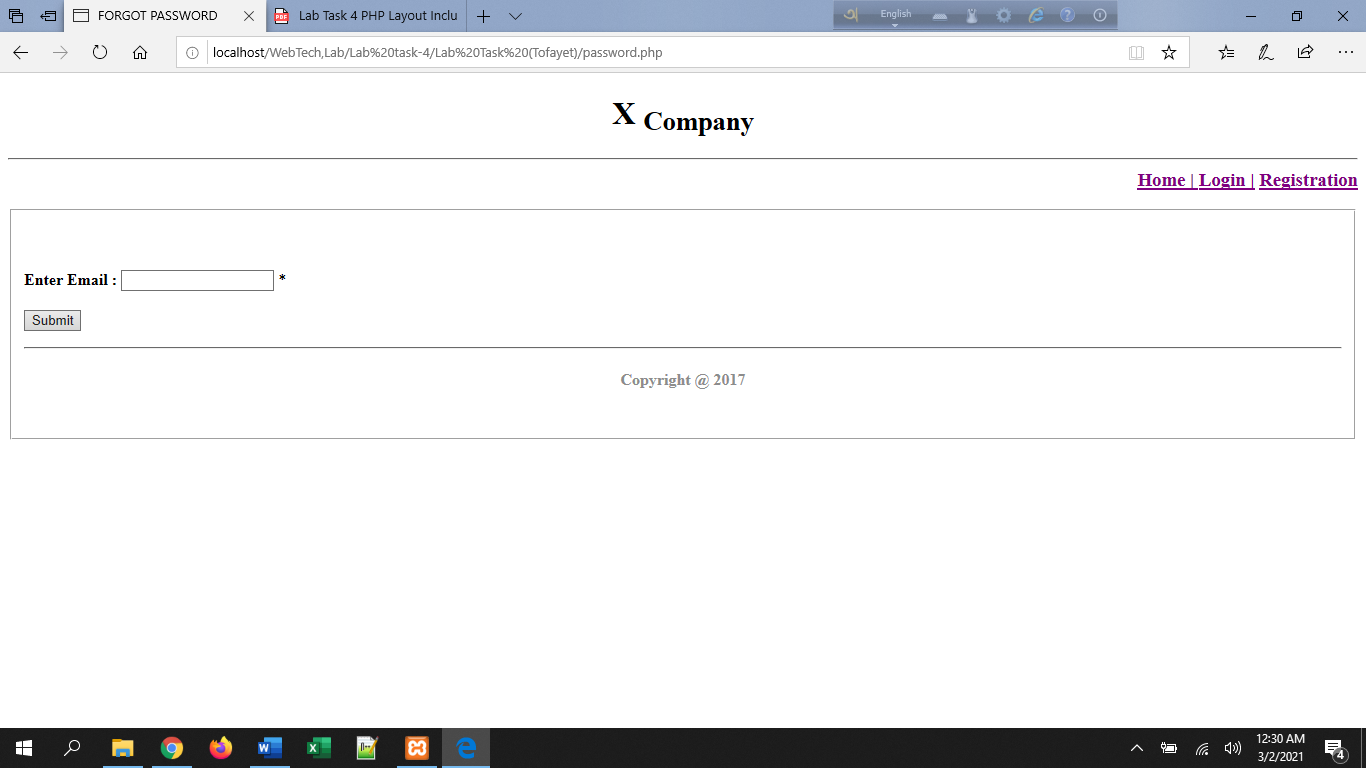 FORGOT PASSWORD
Lab Task 4 PHP Layout Inclu
অ English
localhost/WebTech,Lab/Lab%20task-4/Lab%20Task%20(Tofayet)/password.php
X Company
Home | Login | Registration
Enter Email : *
Submit
Copyright @ 2017
12:30 AM
3/2/2021
4